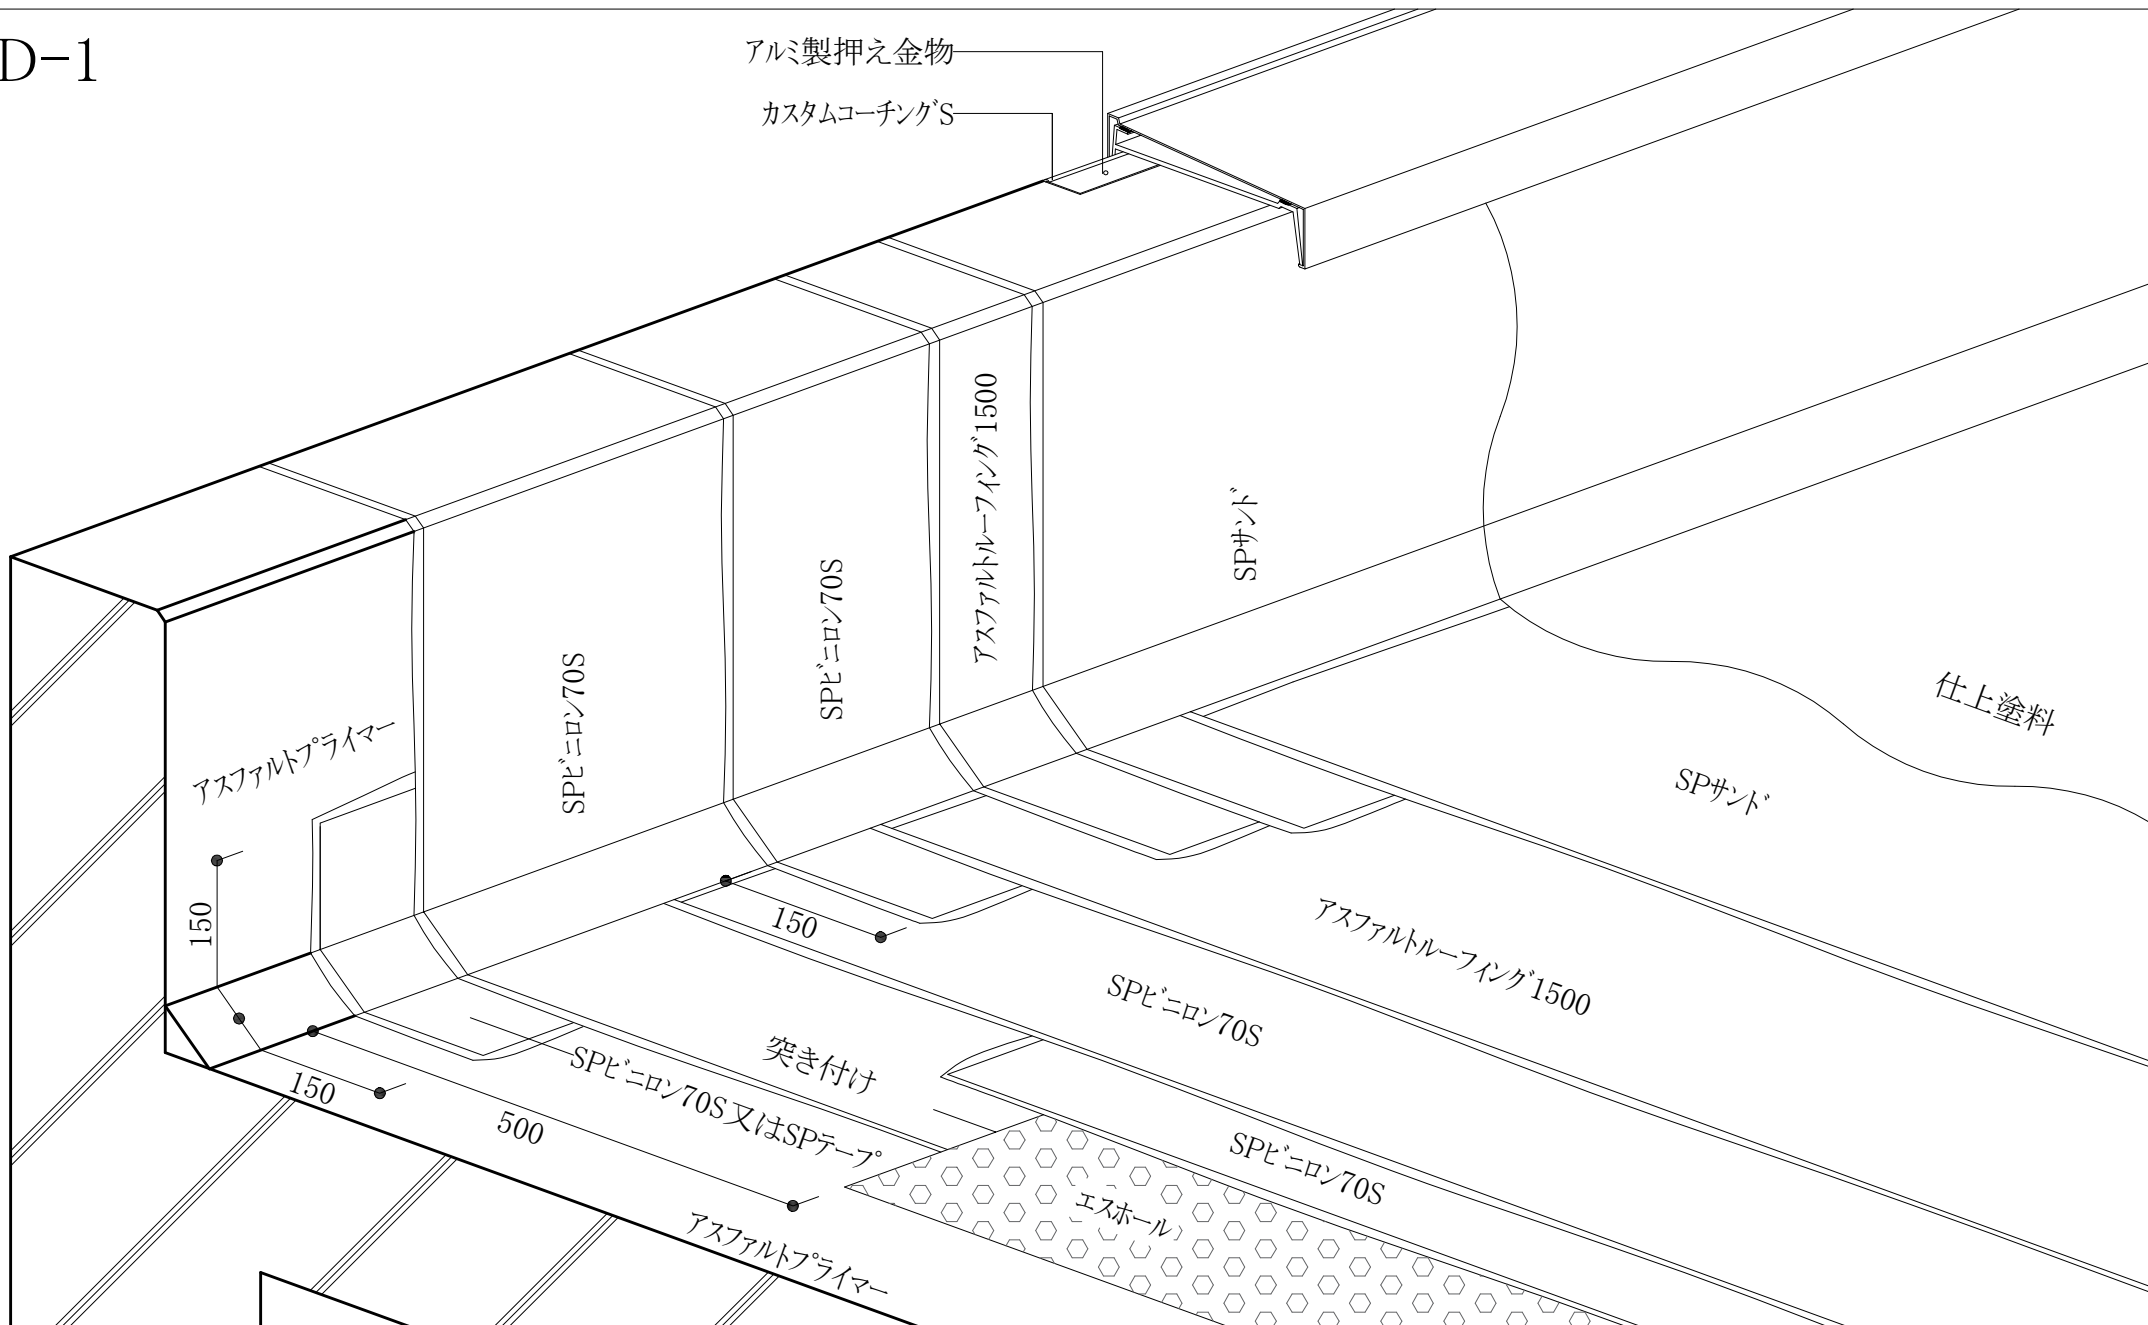 D-1
アルミ製押え金物
カスタムコーチングS
アスファルトプライマー
SPビニロン70S
SPビニロン70S
アスファルトルーフィング1500
SPサンド
仕上塗料
SPサンド
アスファルトルーフィング1500
SPビニロン70S
SPビニロン70S
突き付け
SPビニロン70S又はSPテープ
エスホール
アスファルトプライマー
150
150
150
500